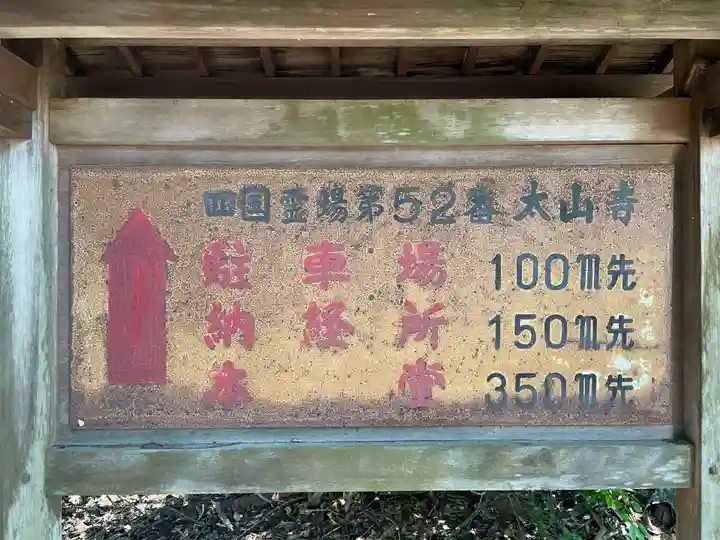 四国霊場第52番太山寺
駐車場 100m先
納経所 150m先
本堂 350m先